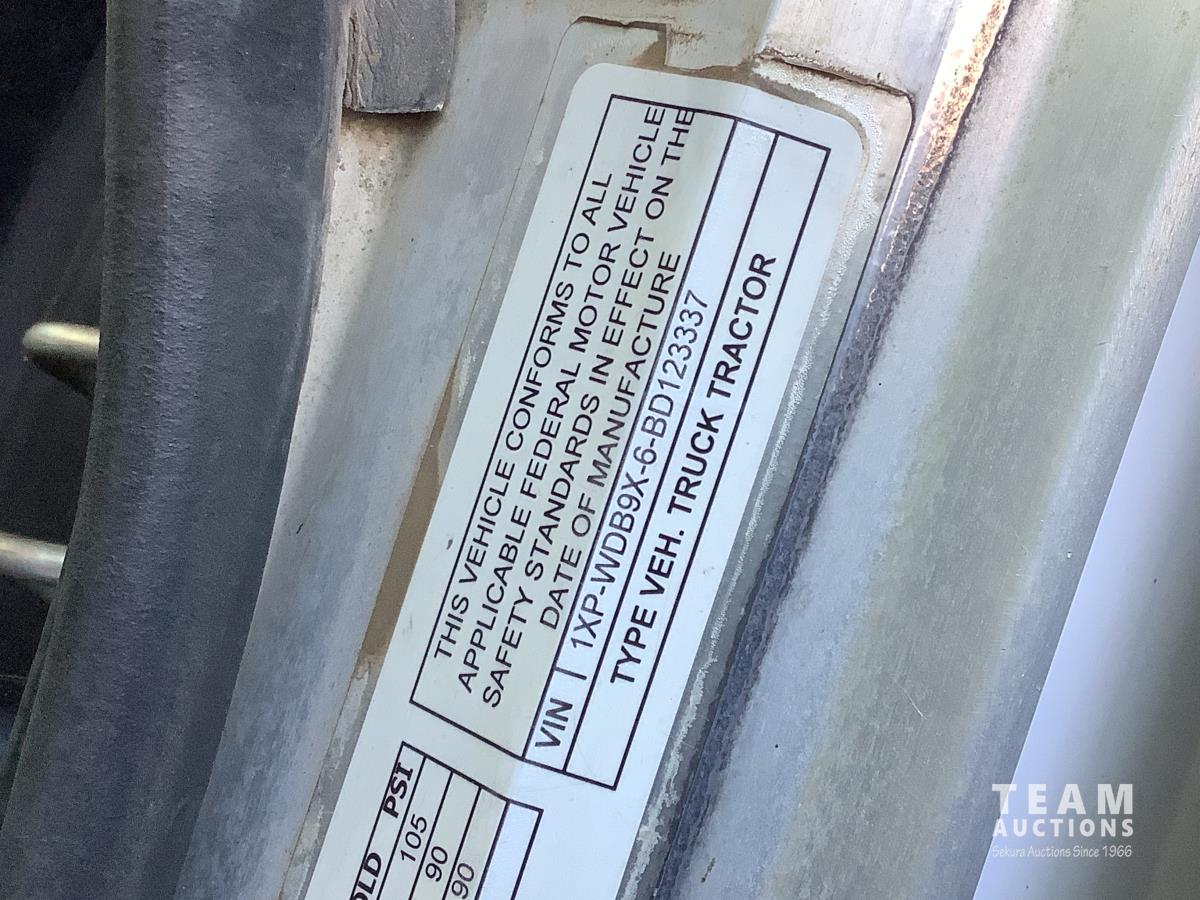 THIS VEHICLE CONFORMS TO ALL
APPLICABLE FEDERAL MOTOR VEHICLE
SAFETY STANDARDS IN EFFECT ON THE
DATE OF MANUFACTURE
VIN 1XP-WDB9X-6-BD123337
TYPE VEH. TRUCK TRACTOR
OLD PSI
105
90
90
TEAM
AUCTIONS
Sekura Auctions Since 1966